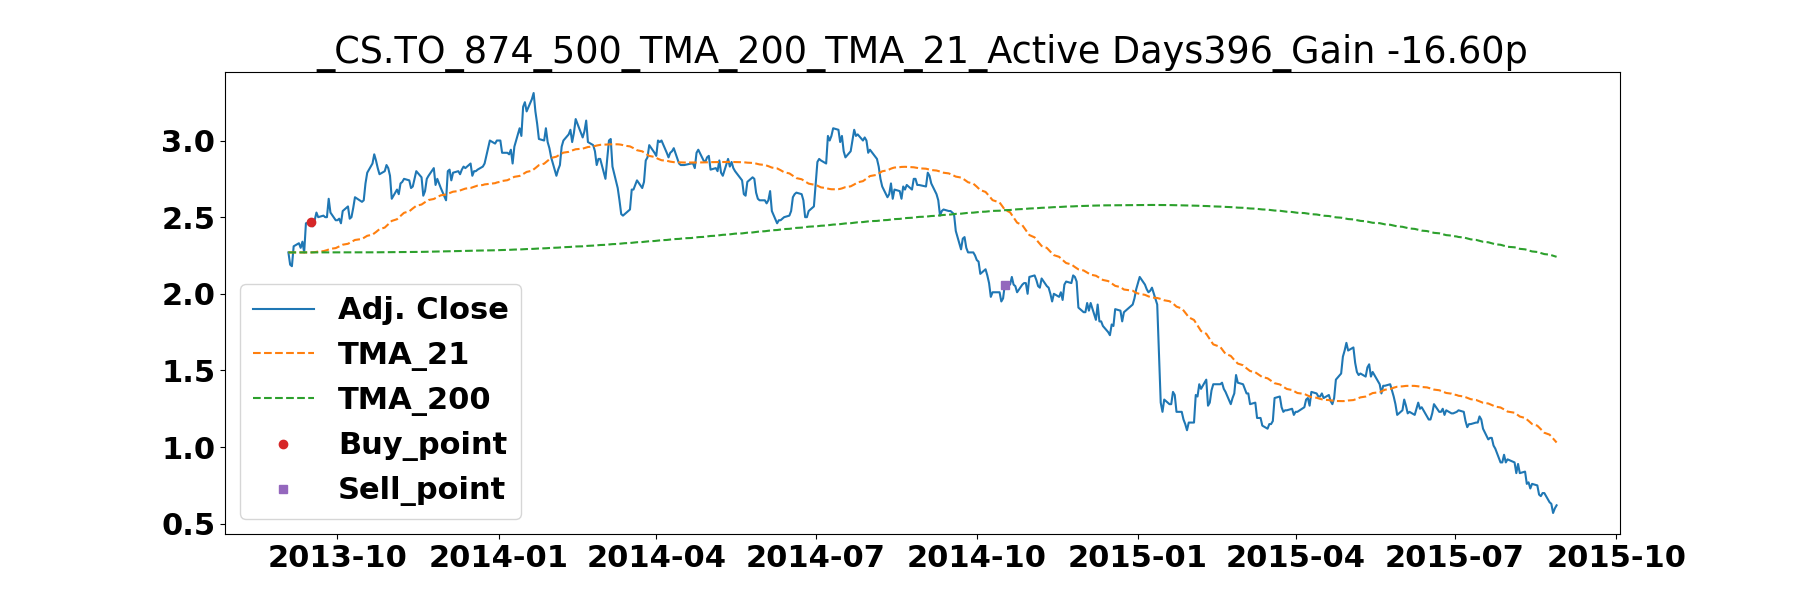 _CS.TO_874_500_TMA_200_TMA_21_Active Days396_Gain -16.60p
3.0
2.5
2.0
1.5
1.0
0.5
Adj. Close
TMA_21
TMA_200
Buy_point
Sell_point
2013-10 2014-01 2014-04 2014-07 2014-10 2015-01 2015-04 2015-07 2015-10